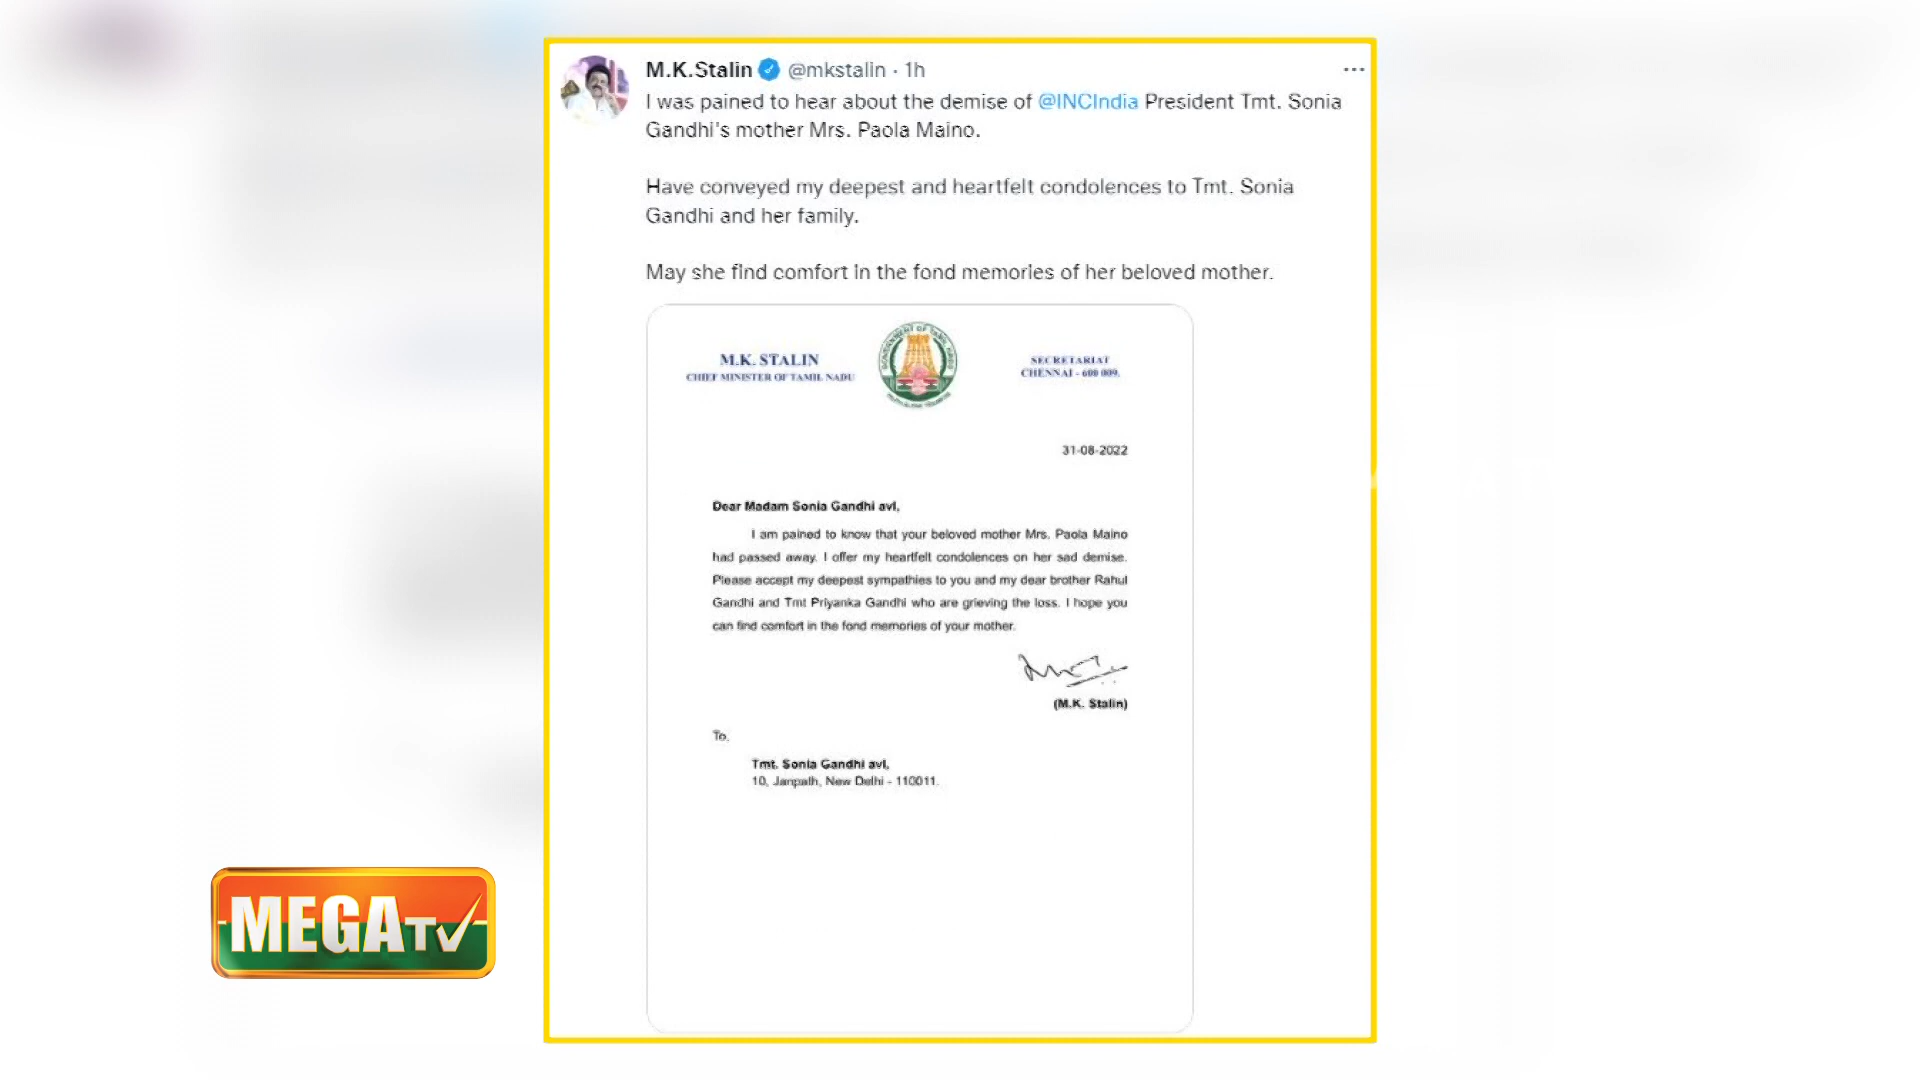 M.K.Stalin @mkstalin · 1h
I was pained to hear about the demise of @INCIndia President Tmt. Sonia
Gandhi's mother Mrs. Paola Maino.
Have conveyed my deepest and heartfelt condolences to Tmt. Sonia
Gandhi and her family.
May she find comfort in the fond memories of her beloved mother.
M.K. STALIN
CHIEF MINISTER OF TAMIL NADU
GOVERNMENT OF TAMIL NADU
SECRETARIAT
CHENNAI - 600 009.
31-08-2022
Dear Madam Sonia Gandhi avl,
I am pained to know that your beloved mother Mrs. Paola Maino
had passed away. I offer my heartfelt condolences on her sad demise.
Please accept my deepest sympathies to you and my dear brother Rahul
Gandhi and Tmt Priyanka Gandhi who are grieving the loss. I hope you
can find comfort in the fond memories of your mother.
(M.K. Stalin)
To,
Tmt. Sonia Gandhi avl,
10, Janpath, New Delhi - 110011.
MEGA TV